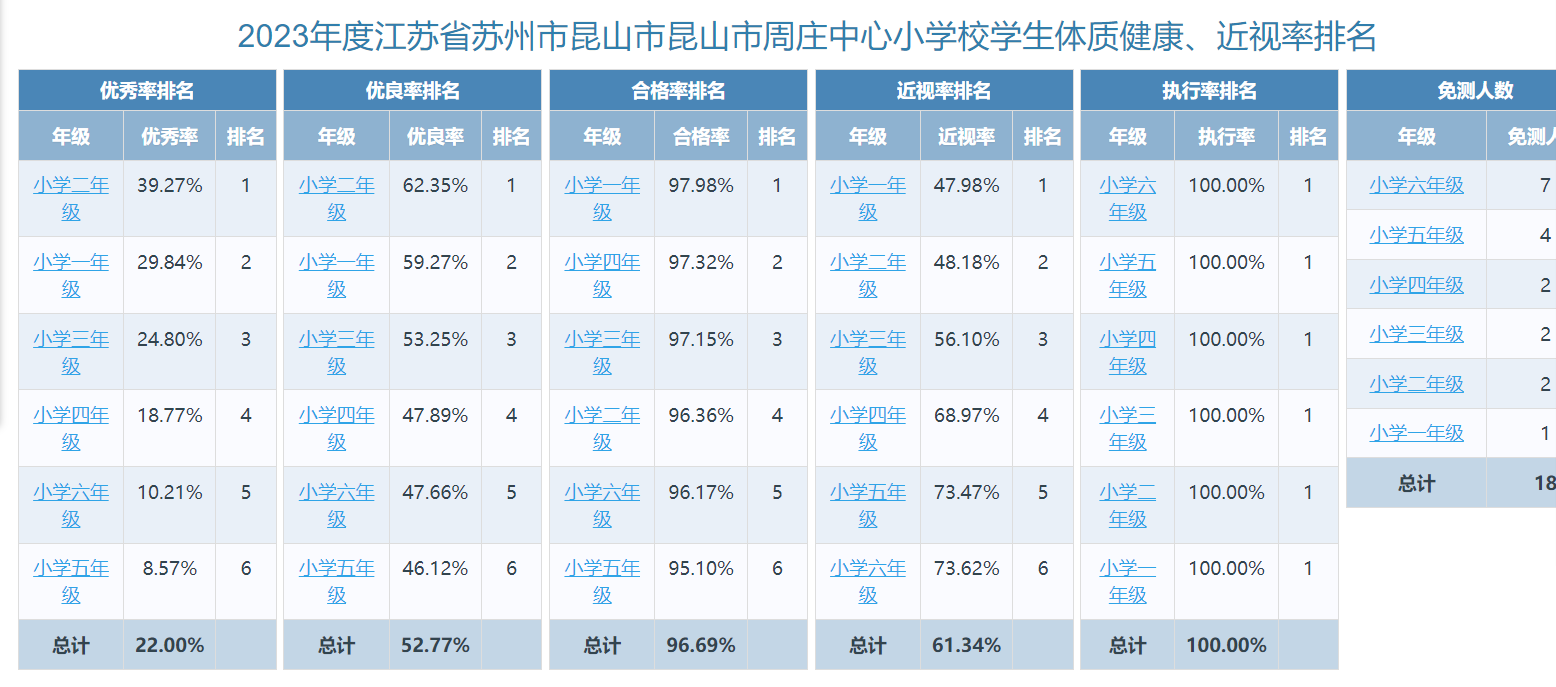 2023年度江苏省苏州市昆山市昆山市周庄中心小学校学生体质健康、近视率排名
优秀率排名 优良率排名 合格率排名 近视率排名 执行率排名 免测人数
年级 优秀率 排名 年级 优良率 排名 年级 合格率 排名 年级 近视率 排名 年级 执行率 排名 年级 免测人
小学二年级 39.27% 1 小学二年级 62.35% 1 小学一年级 97.98% 1 小学一年级 47.98% 1 小学六年级 100.00% 1 小学六年级 7
小学一年级 29.84% 2 小学一年级 59.27% 2 小学四年级 97.32% 2 小学二年级 48.18% 2 小学五年级 100.00% 1 小学五年级 4
小学三年级 24.80% 3 小学三年级 53.25% 3 小学三年级 97.15% 3 小学三年级 56.10% 3 小学四年级 100.00% 1 小学四年级 2
小学四年级 18.77% 4 小学四年级 47.89% 4 小学二年级 96.36% 4 小学四年级 68.97% 4 小学三年级 100.00% 1 小学三年级 2
小学六年级 10.21% 5 小学六年级 47.66% 5 小学六年级 96.17% 5 小学五年级 73.47% 5 小学二年级 100.00% 1 小学二年级 2
小学五年级 8.57% 6 小学五年级 46.12% 6 小学五年级 95.10% 6 小学六年级 73.62% 6 小学一年级 100.00% 1 小学一年级 1
总计 22.00% 总计 52.77% 总计 96.69% 总计 61.34% 总计 100.00% 总计 18